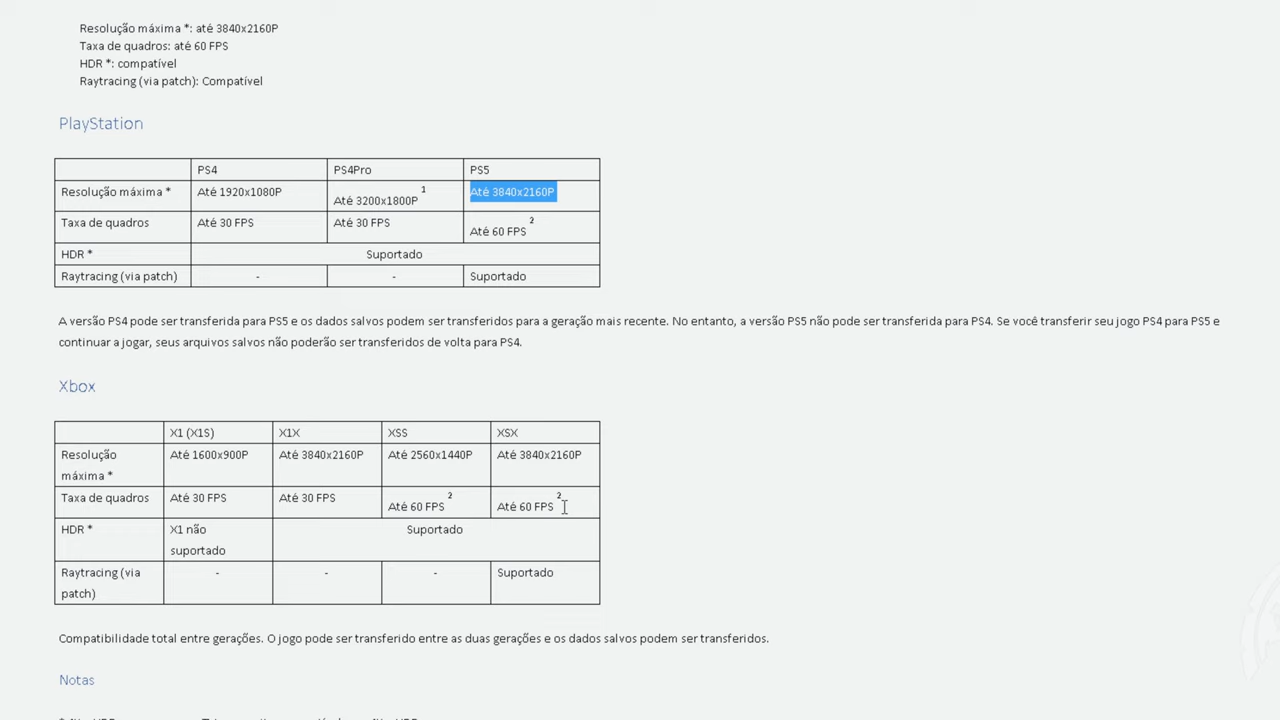 Resolução máxima *: até 3840x2160P
Taxa de quadros: até 60 FPS
HDR *: compatível
Raytracing (via patch): Compatível
PlayStation
PS4 PS4Pro PS5
Resolução máxima * Até 1920x1080P Até 3200x1800P 1 Até 3840x2160P
Taxa de quadros Até 30 FPS Até 30 FPS Até 60 FPS 2
HDR * Suportado
Raytracing (via patch) - - Suportado
A versão PS4 pode ser transferida para PS5 e os dados salvos podem ser transferidos para a geração mais recente. No entanto, a versão PS5 não pode ser transferida para PS4. Se você transferir seu jogo PS4 para PS5 e
continuar a jogar, seus arquivos salvos não poderão ser transferidos de volta para PS4.
Xbox
X1 (X1S) X1X XSS XSX
Resolução Até 1600x900P Até 3840x2160P Até 2560x1440P Até 3840x2160P
máxima *
Taxa de quadros Até 30 FPS Até 30 FPS Até 60 FPS 2 Até 60 FPS 2
HDR * X1 não Suportado
suportado
Raytracing (via - - - Suportado
patch)
Compatibilidade total entre gerações. O jogo pode ser transferido entre as duas gerações e os dados salvos podem ser transferidos.
Notas